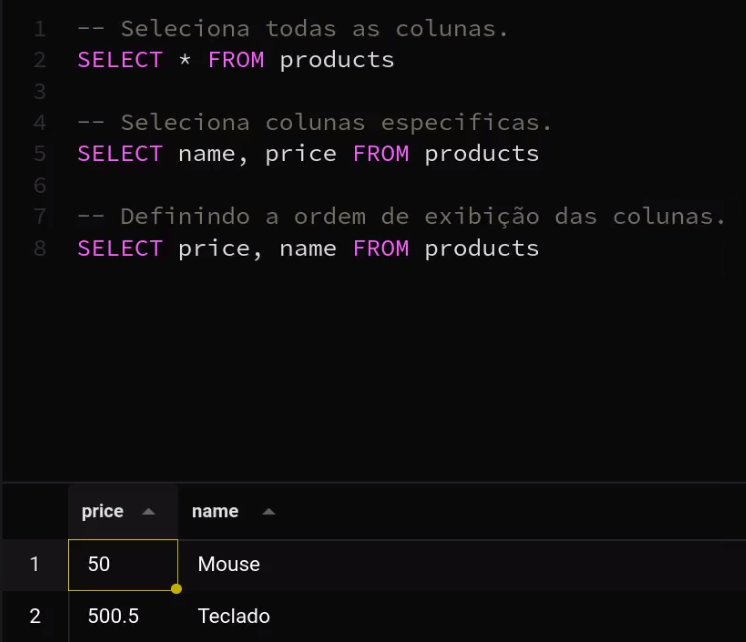 1 -- Seleciona todas as colunas.
2 SELECT * FROM products
3
4 -- Seleciona colunas especificas.
5 SELECT name, price FROM products
6
7 -- Definindo a ordem de exibição das colunas.
8 SELECT price, name FROM products
price name
1 50 Mouse
2 500.5 Teclado